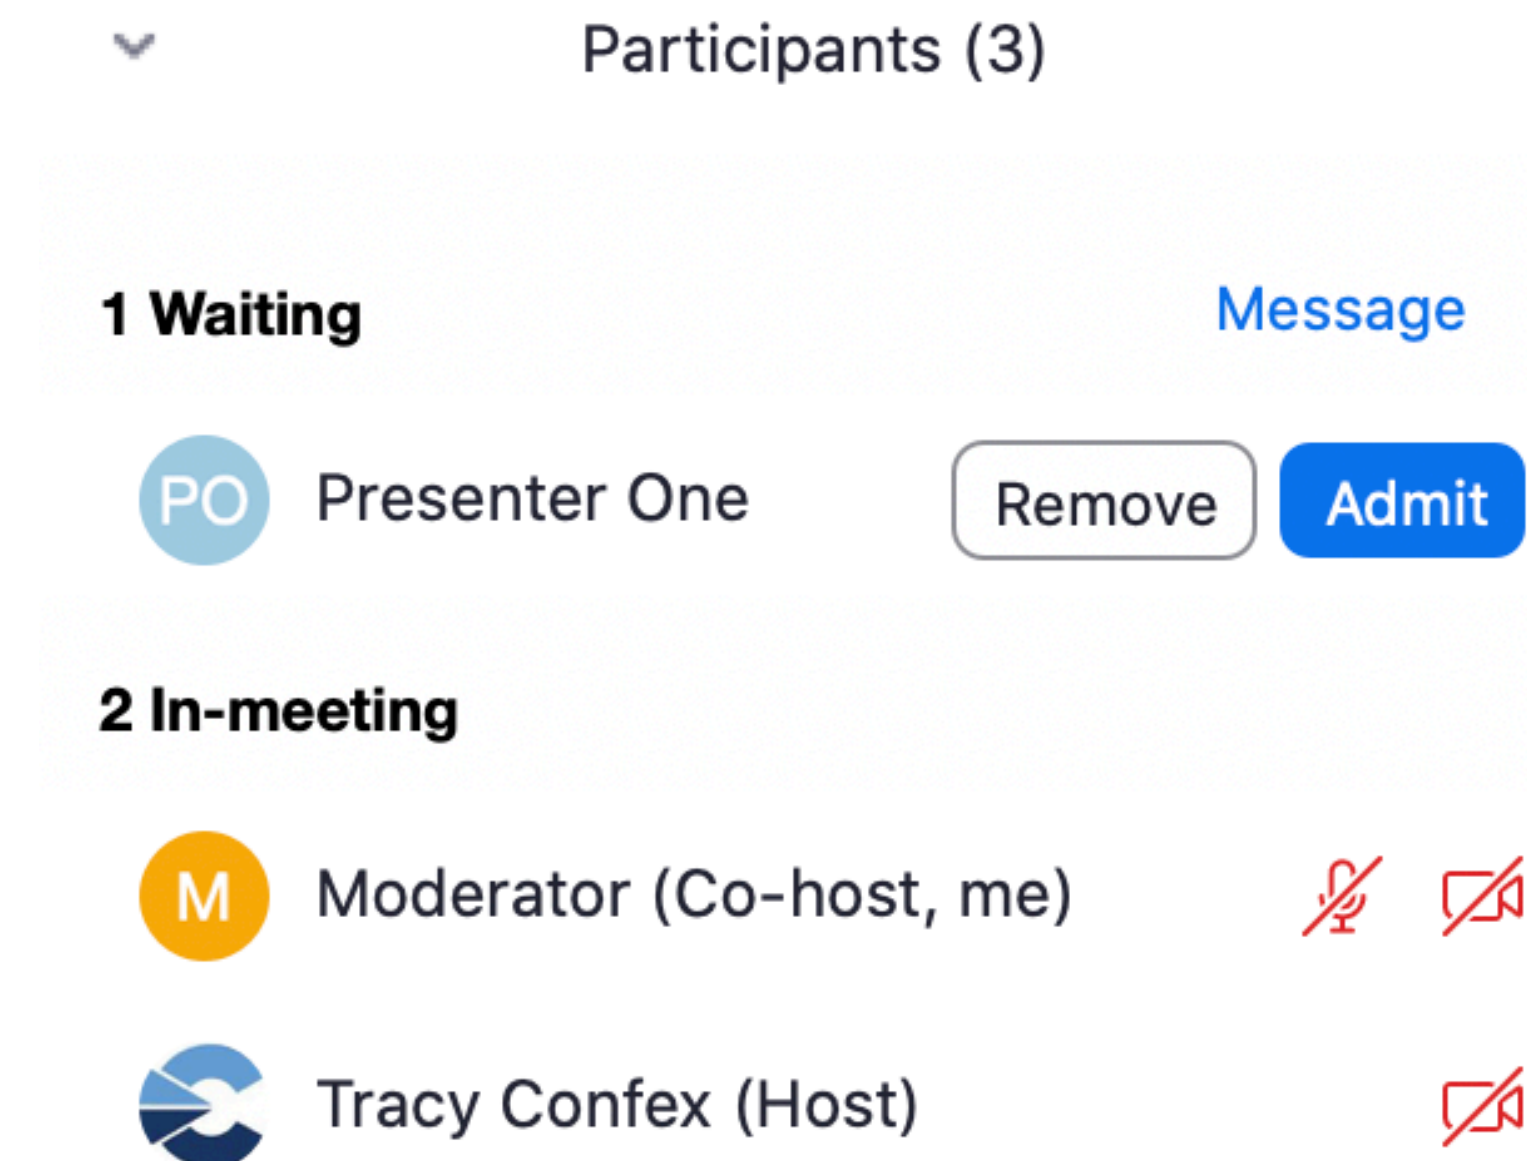 Participants (3)
1 Waiting Message
PO Presenter One Remove Admit
2 In-meeting
M Moderator (Co-host, me)
Tracy Confex (Host)